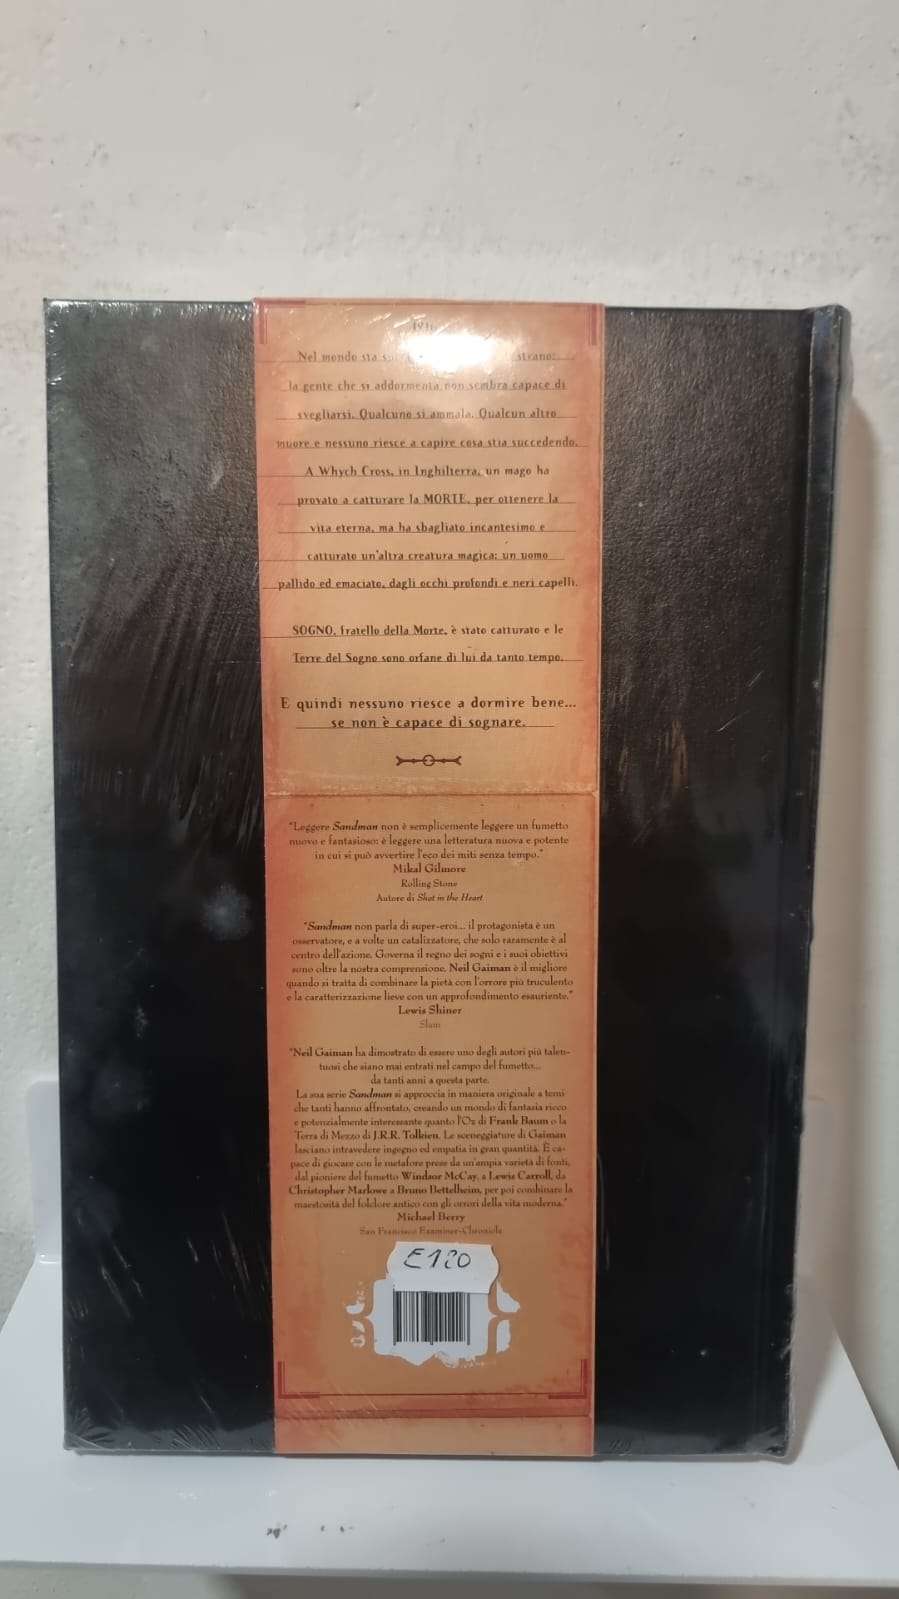 Nel mondo sta strano:
la gente che si addormenta non sembra capace di
svegliarsi. Qualcuno si ammala. Qualcun altro
muore e nessuno riesce a capire cosa stia succedendo.
A Whych Cross, in Inghilterra, un mago ha
provato a catturare la MORTE, per ottenere la
vita eterna, ma ha sbagliato incantesimo e
catturato un'altra creatura magica: un uomo
pallido ed emaciato, dagli occhi profondi e neri capelli.
SOGNO, fratello della Morte, è stato catturato e le
Terre del Sogno sono orfane di lui da tanto tempo.
E quindi nessuno riesce a dormire bene...
se non è capace di sognare.
"Leggere Sandman non è semplicemente leggere un fumetto
nuovo e fantasioso: è leggere una letteratura nuova e potente
in cui si può avvertire l'eco dei miti senza tempo."
Mikal Gilmore
Rolling Stone
Autore di Shot in the Heart
"Sandman non parla di super-eroi... il protagonista è un
osservatore, e a volte un catalizzatore, che solo raramente è al
centro dell'azione. Governa il regno dei sogni e i suoi obiettivi
sono oltre la nostra comprensione. Neil Gaiman è il migliore
quando si tratta di combinare la pietà con l'orrore più truculento
e la caratterizzazione lieve con un approfondimento esauriente."
Lewis Shiner
Slam
"Neil Gaiman ha dimostrato di essere uno degli autori più talen-
tuosi che siano mai entrati nel campo del fumetto...
da tanti anni a questa parte.
La sua serie Sandman si approccia in maniera originale a temi
che tanti hanno affrontato, creando un mondo di fantasia ricco
e potenzialmente interessante quanto l'Oz di Frank Baum o la
Terra di Mezzo di J.R.R. Tolkien. Le sceneggiature di Gaiman
lasciano intravedere ingegno ed empatia in gran quantità. È ca-
pace di giocare con le metafore prese da un'ampia varietà di fonti,
dal pioniere del fumetto Windsor McCay, a Lewis Carroll, da
Christopher Marlowe a Bruno Bettelheim, per poi combinare la
maestosità del folclore antico con gli orrori della vita moderna."
Michael Berry
San Francisco Examiner-Chronicle
€120